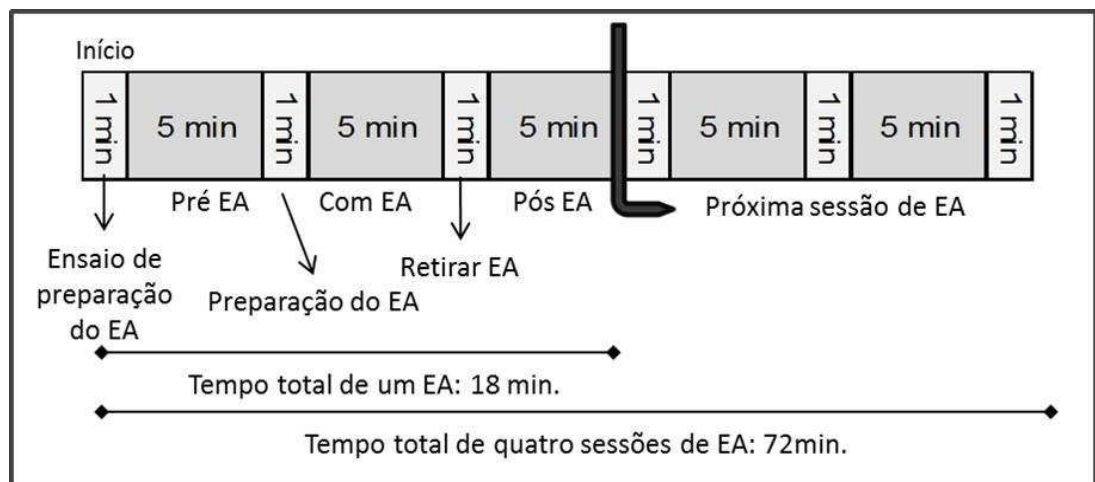 Início
1 min
5 min
1 min
5 min
1 min
5 min
1 min
5 min
1 min
5 min
1 min
Pré EA
Com EA
Pós EA
Próxima sessão de EA
Ensaio de
preparação
do EA
Preparação do EA
Retirar EA
Tempo total de um EA: 18 min.
Tempo total de quatro sessões de EA: 72min.